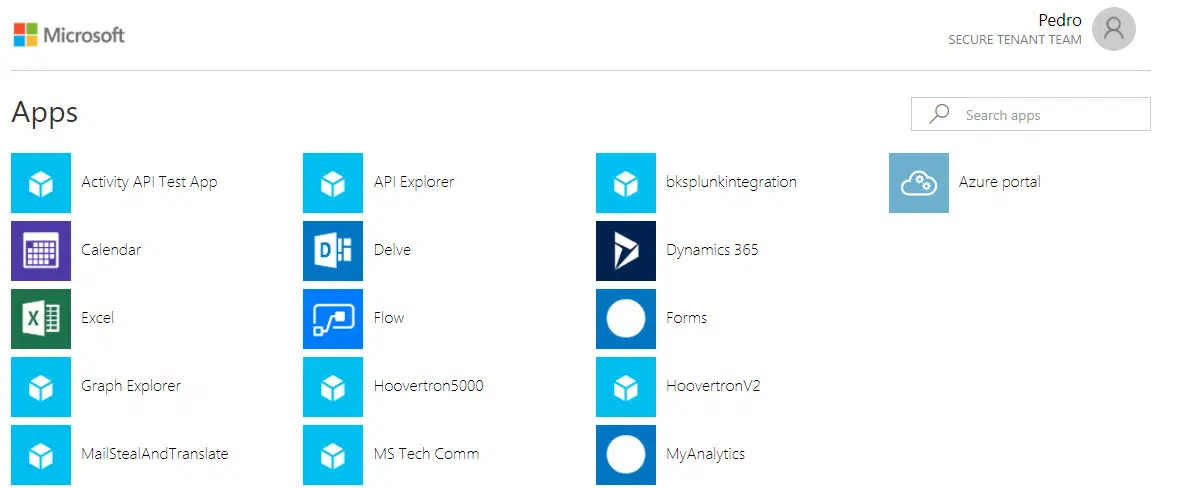 Microsoft
Pedro
SECURE TENANT TEAM
Apps
Search apps
Activity API Test App
API Explorer
bksplunkintegration
Azure portal
Calendar
Delve
Dynamics 365
Excel
Flow
Forms
Graph Explorer
Hoovertron5000
HoovertronV2
MailStealAndTranslate
MS Tech Comm
MyAnalytics